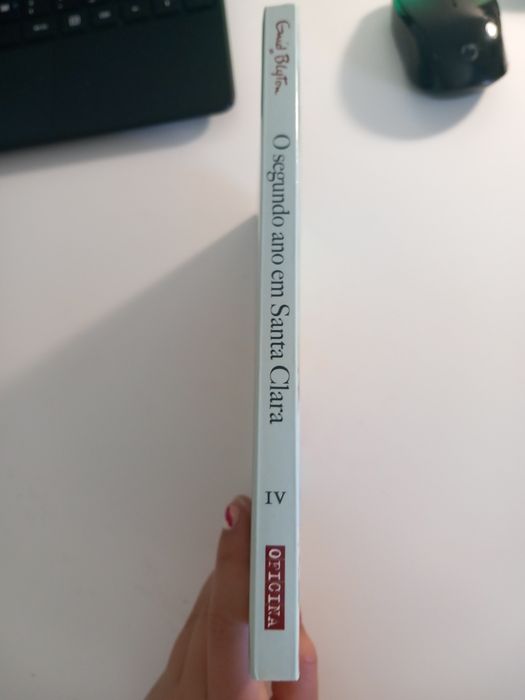 Enid Blyton
O segundo ano em Santa Clara
IV
OFICINA